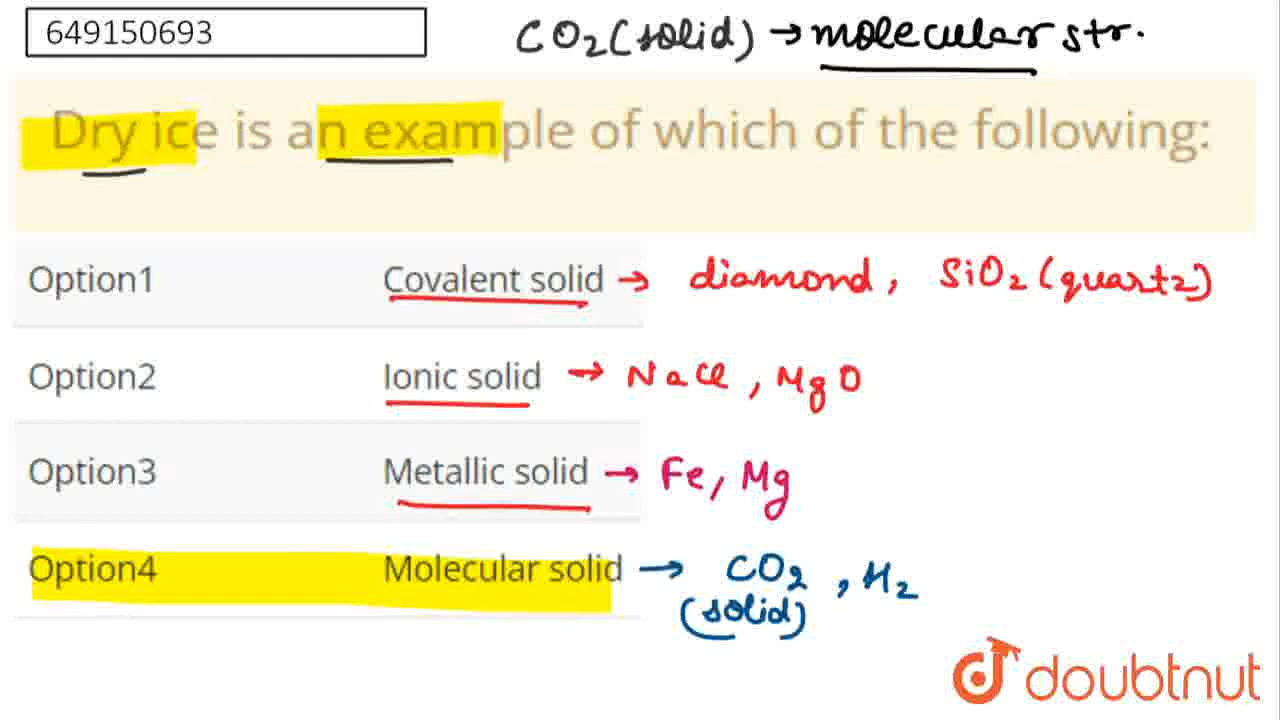 649150693
CO₂(solid) → molecular str.
Dry ice is an example of which of the following:
Option1 Covalent solid → diamond, SiO₂ (quartz)
Option2 Ionic solid → NaCl, MgO
Option3 Metallic solid → Fe, Mg
Option4 Molecular solid → CO₂, H₂
(solid)
doubtnut